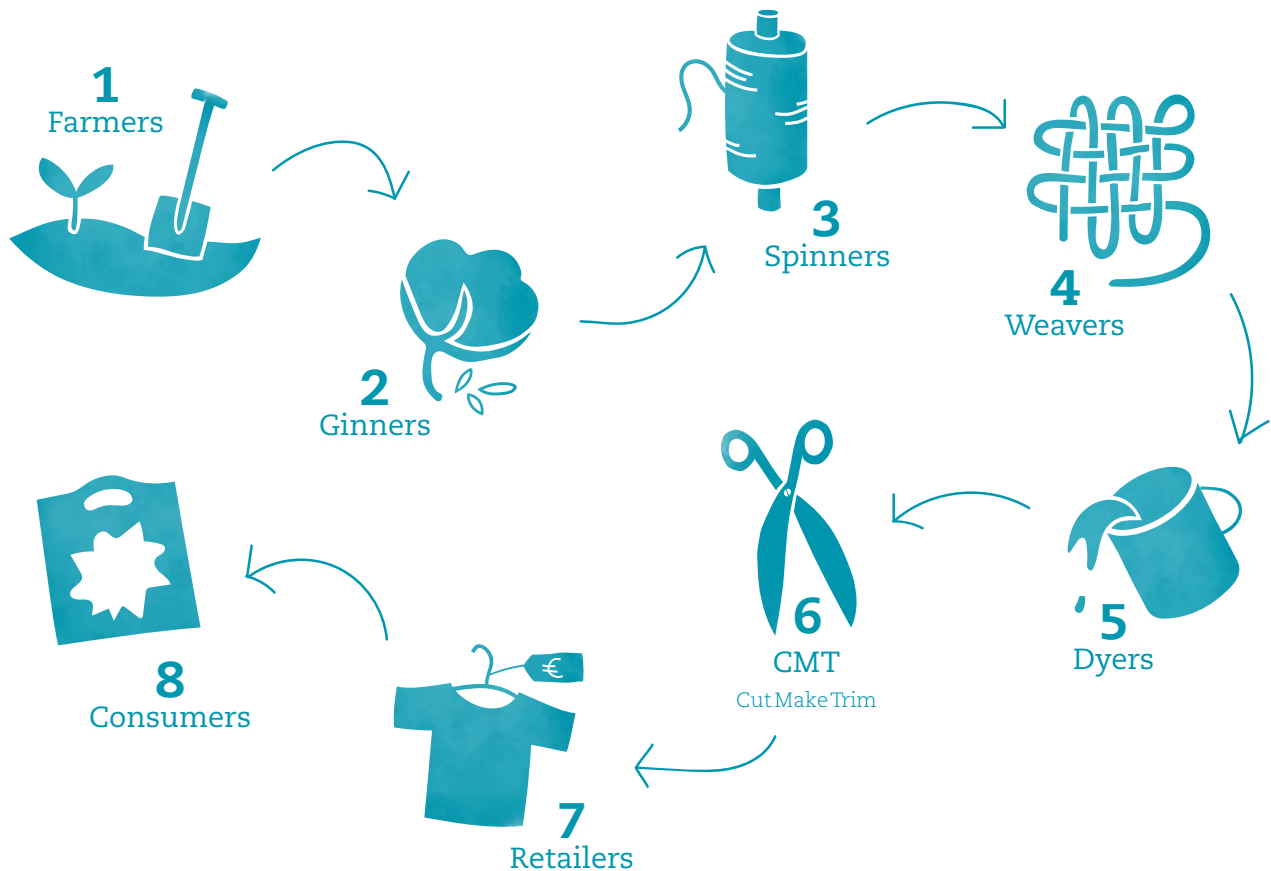 1
Farmers
2
Ginners
3
Spinners
4
Weavers
5
Dyers
6
CMT
Cut Make Trim
€
7
Retailers
8
Consumers